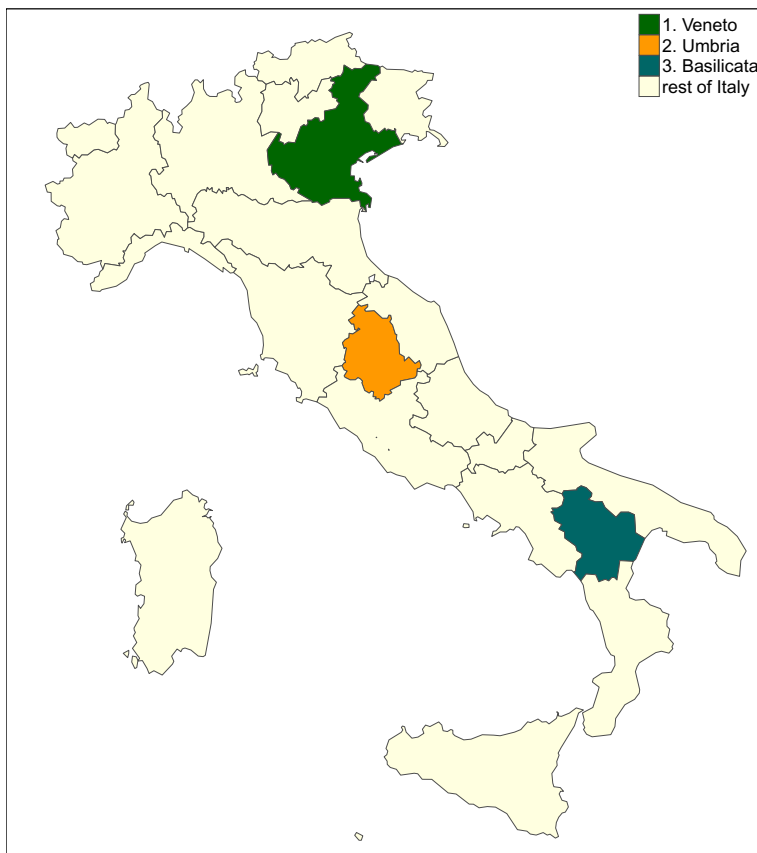 1. Veneto
2. Umbria
3. Basilicata
rest of Italy